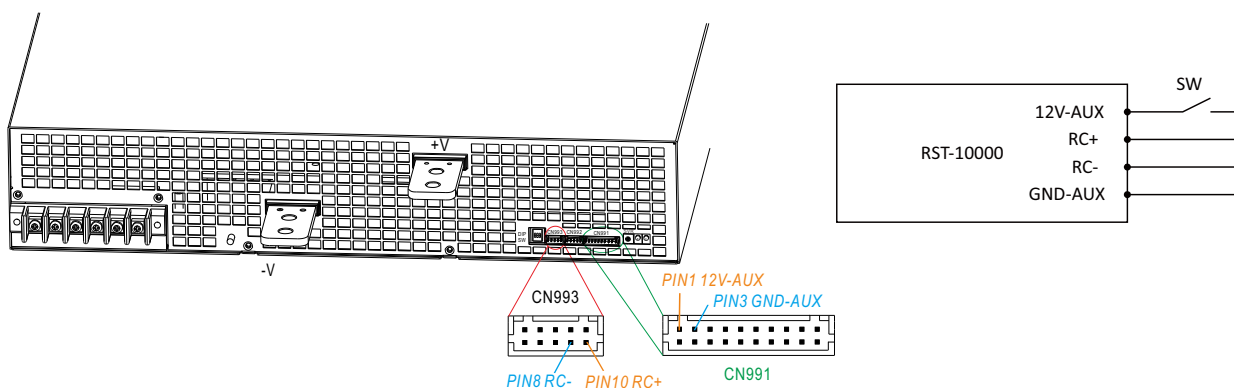 +V
-V
DIP
SW
CN993
CN992
CN991
CN993
PIN8 RC-
PIN10 RC+
PIN1 12V-AUX
PIN3 GND-AUX
CN991
RST-10000
12V-AUX
RC+
RC-
GND-AUX
SW